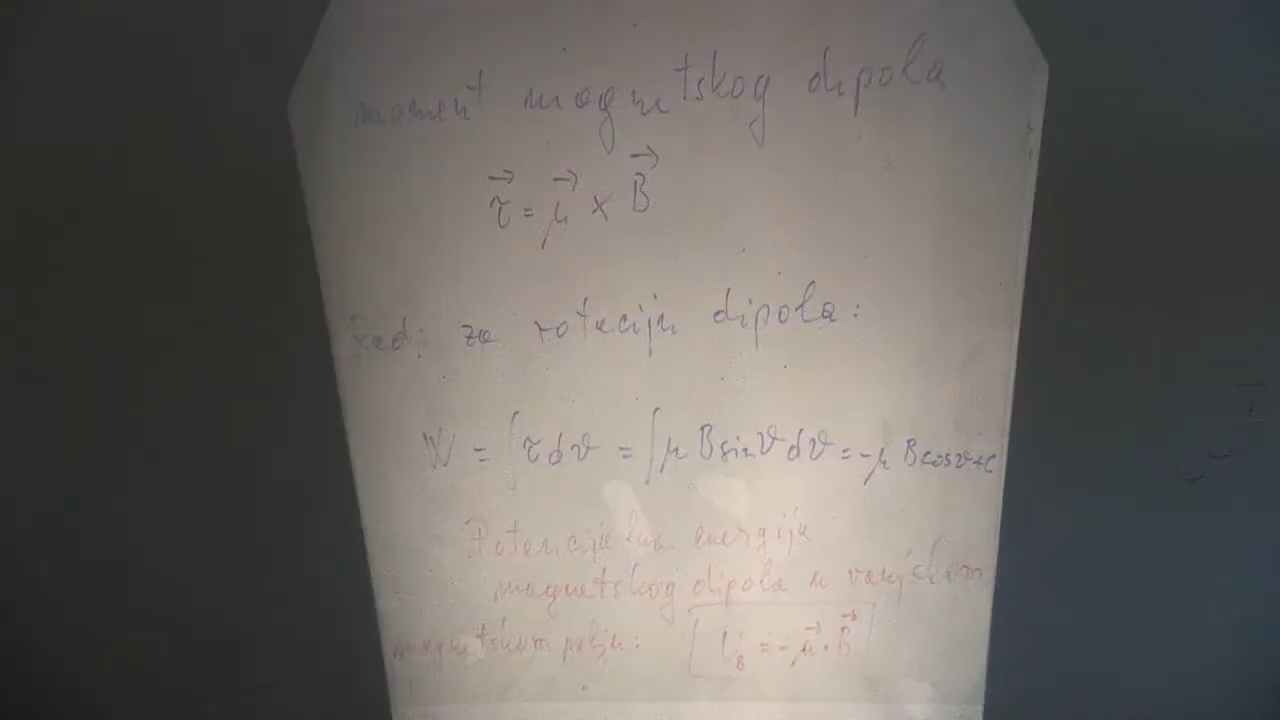 moment magnetskog dipola
τ⃗ = μ⃗ × B⃗
Rad: za rotaciju dipola:
W = ∫ τ dϑ = ∫ μ B sin ϑ dϑ = -μ B cos ϑ + C
Potencijalna energija
magnetskog dipola u vanjskom
magnetskom polju: U_B = -μ⃗ · B⃗